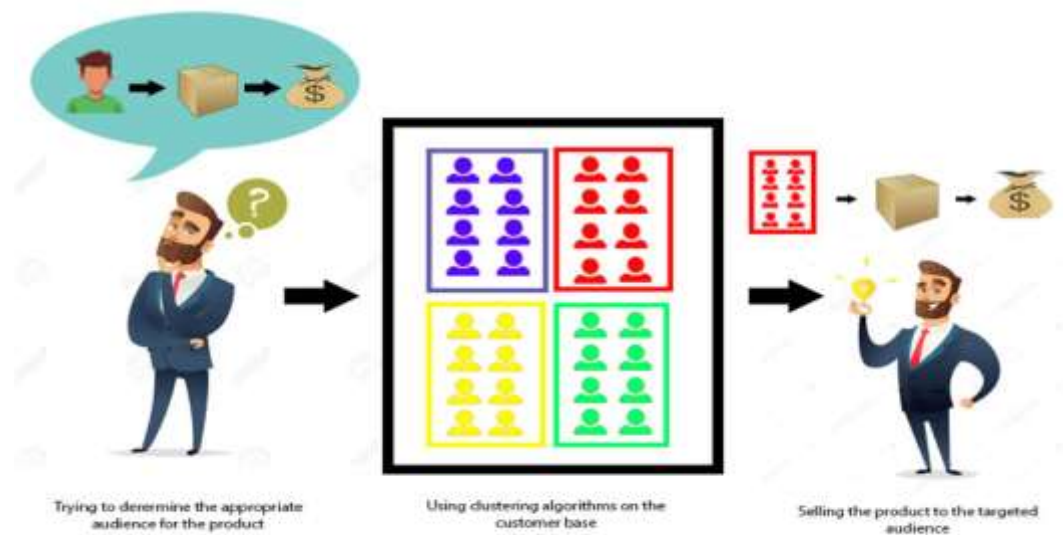 $
?
$
Trying to derermine the appropriate
audience for the product
Using clustering algorithms on the
customer base
Selling the product to the targeted
audience